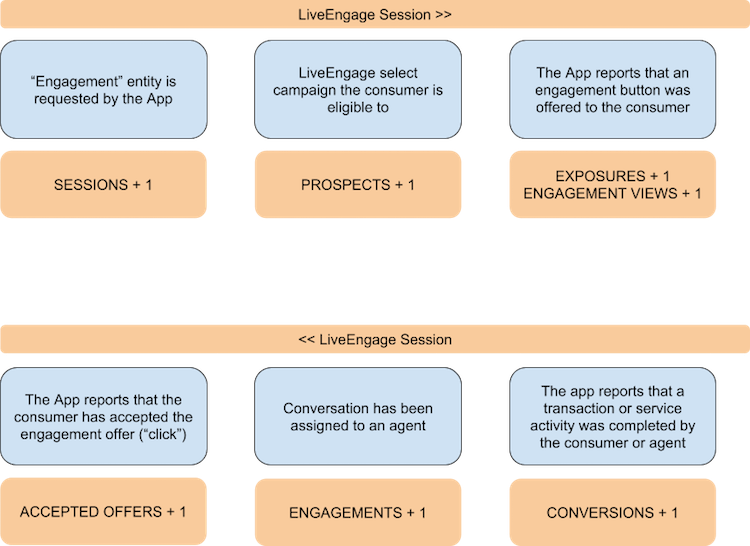 LiveEngage Session >>
“Engagement” entity is
requested by the App
LiveEngage select
campaign the consumer is
eligible to
The App reports that an
engagement button was
offered to the consumer
SESSIONS + 1
PROSPECTS + 1
EXPOSURES + 1
ENGAGEMENT VIEWS + 1
<< LiveEngage Session
The App reports that the
consumer has accepted the
engagement offer (“click”)
Conversation has been
assigned to an agent
The app reports that a
transaction or service
activity was completed by
the consumer or agent
ACCEPTED OFFERS + 1
ENGAGEMENTS + 1
CONVERSIONS + 1